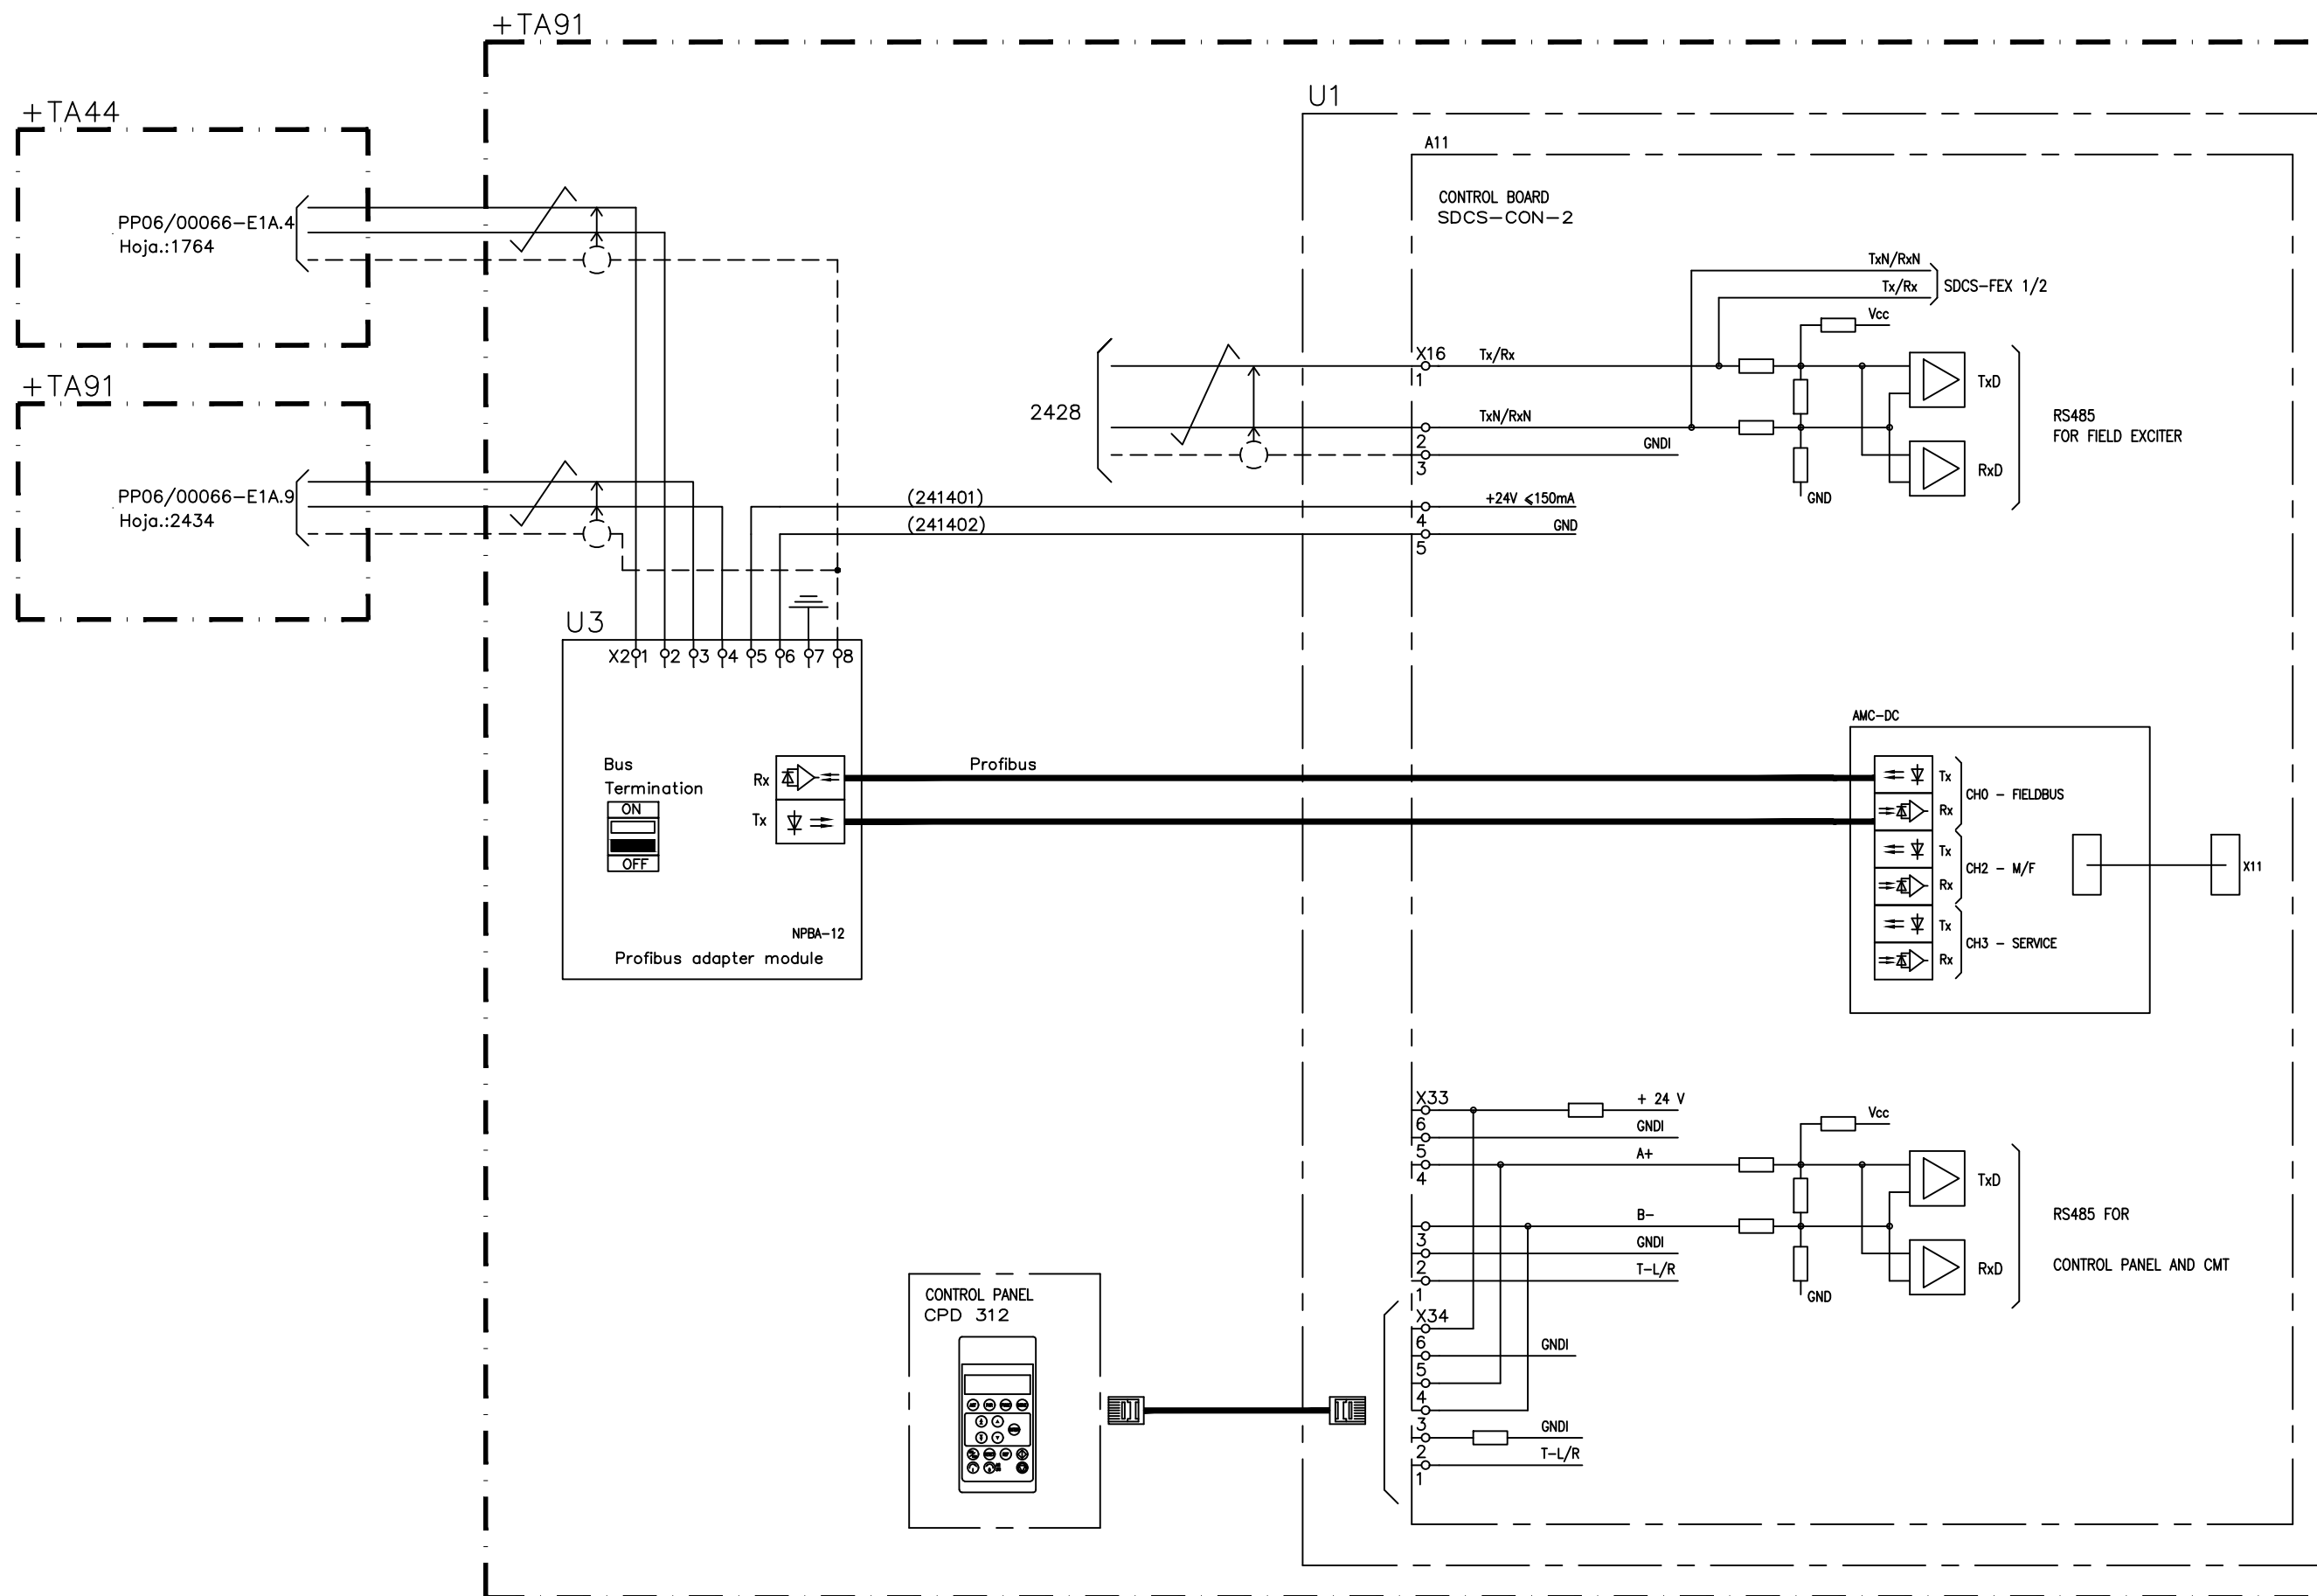 +TA91
+TA44
PP06/00066-E1A.4
Hoja.:1764
+TA91
PP06/00066-E1A.9
Hoja.:2434
U1
A11
CONTROL BOARD
SDCS-CON-2
TxN/RxN
Tx/Rx
SDCS-FEX 1/2
Vcc
2428
X16
1
Tx/Rx
TxN/RxN
2
GNDI
3
TxD
RxD
GND
RS485
FOR FIELD EXCITER
(241401)
+24V ≤150mA
4
(241402)
GND
5
U3
X2 1 2 3 4 5 6 7 8
Bus
Termination
ON
OFF
Rx
Tx
NPBA-12
Profibus adapter module
Profibus
AMC-DC
Tx
Rx
CH0 - FIELDBUS
Tx
Rx
CH2 - M/F
Tx
Rx
CH3 - SERVICE
X11
X33
+ 24 V
6
GNDI
5
A+
4
B-
3
GNDI
2
T-L/R
1
Vcc
TxD
RxD
GND
RS485 FOR
CONTROL PANEL AND CMT
X34
6
GNDI
5
4
3
GNDI
2
T-L/R
1
CONTROL PANEL
CPD 312